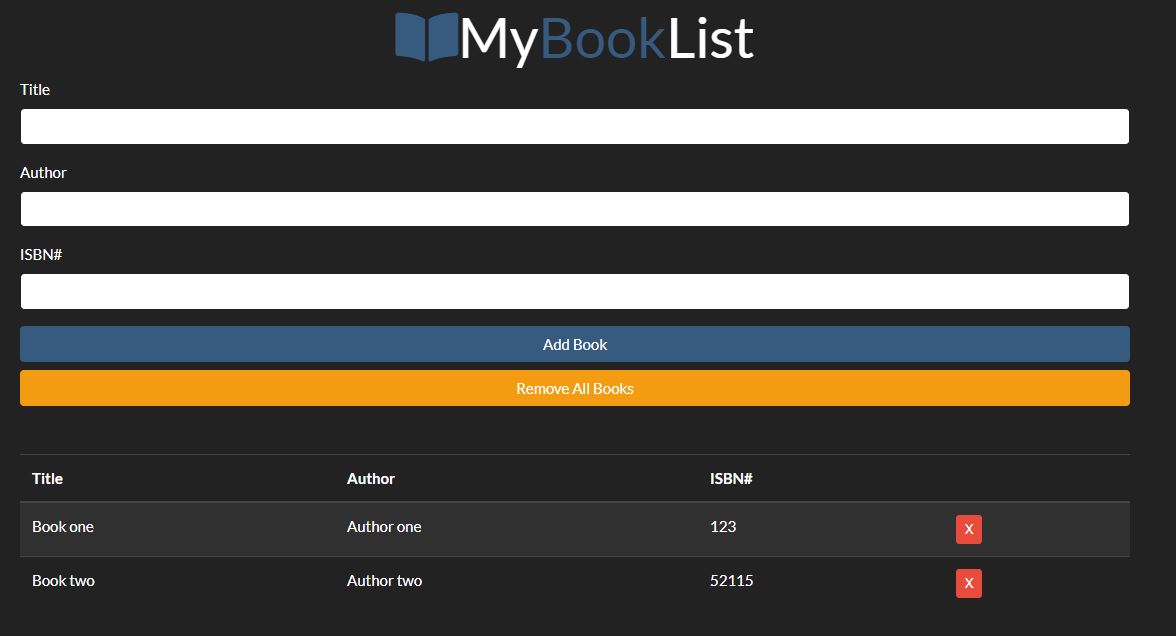 MyBookList
Title
Author
ISBN#
Add Book
Remove All Books
Title Author ISBN#
Book one Author one 123 X
Book two Author two 52115 X